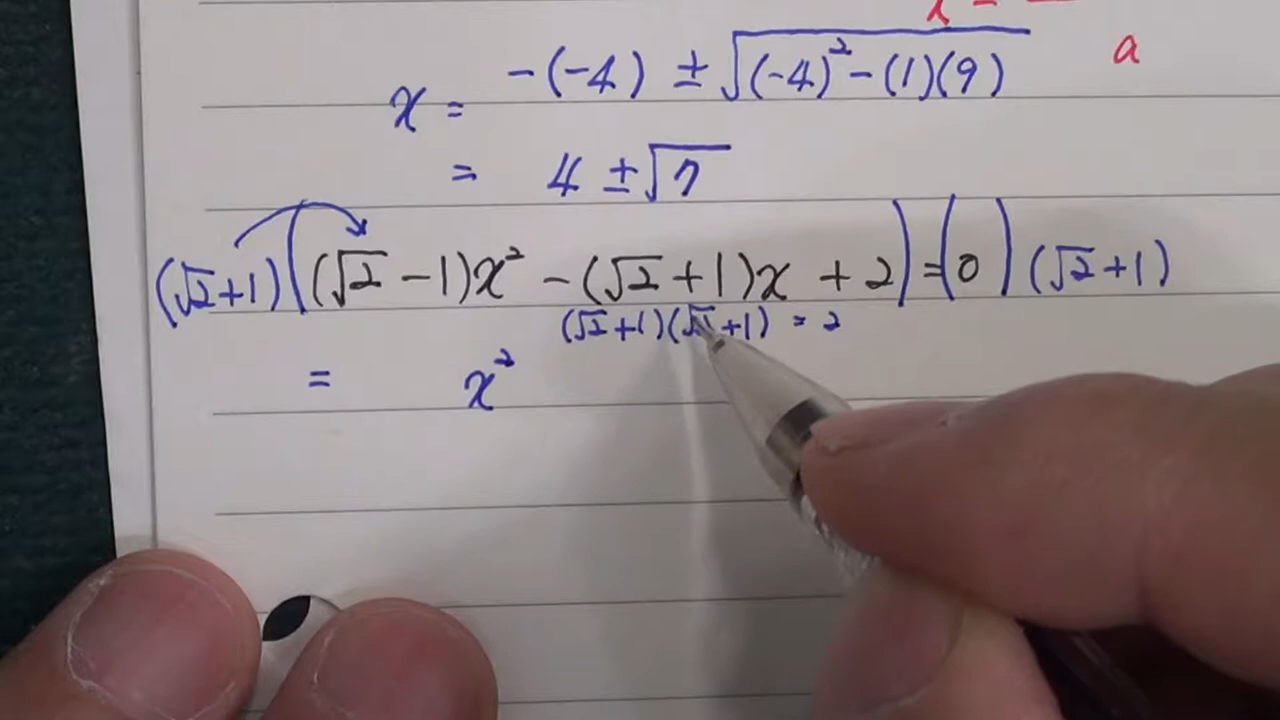 a
x = -(-4) ± √(-4)² - (1)(9)
= 4 ± √7
(√2+1)((√2 - 1)x² - (√2 + 1)x + 2) = (0)(√2+1)
(√2+1)(√2+1) = 2
= x²